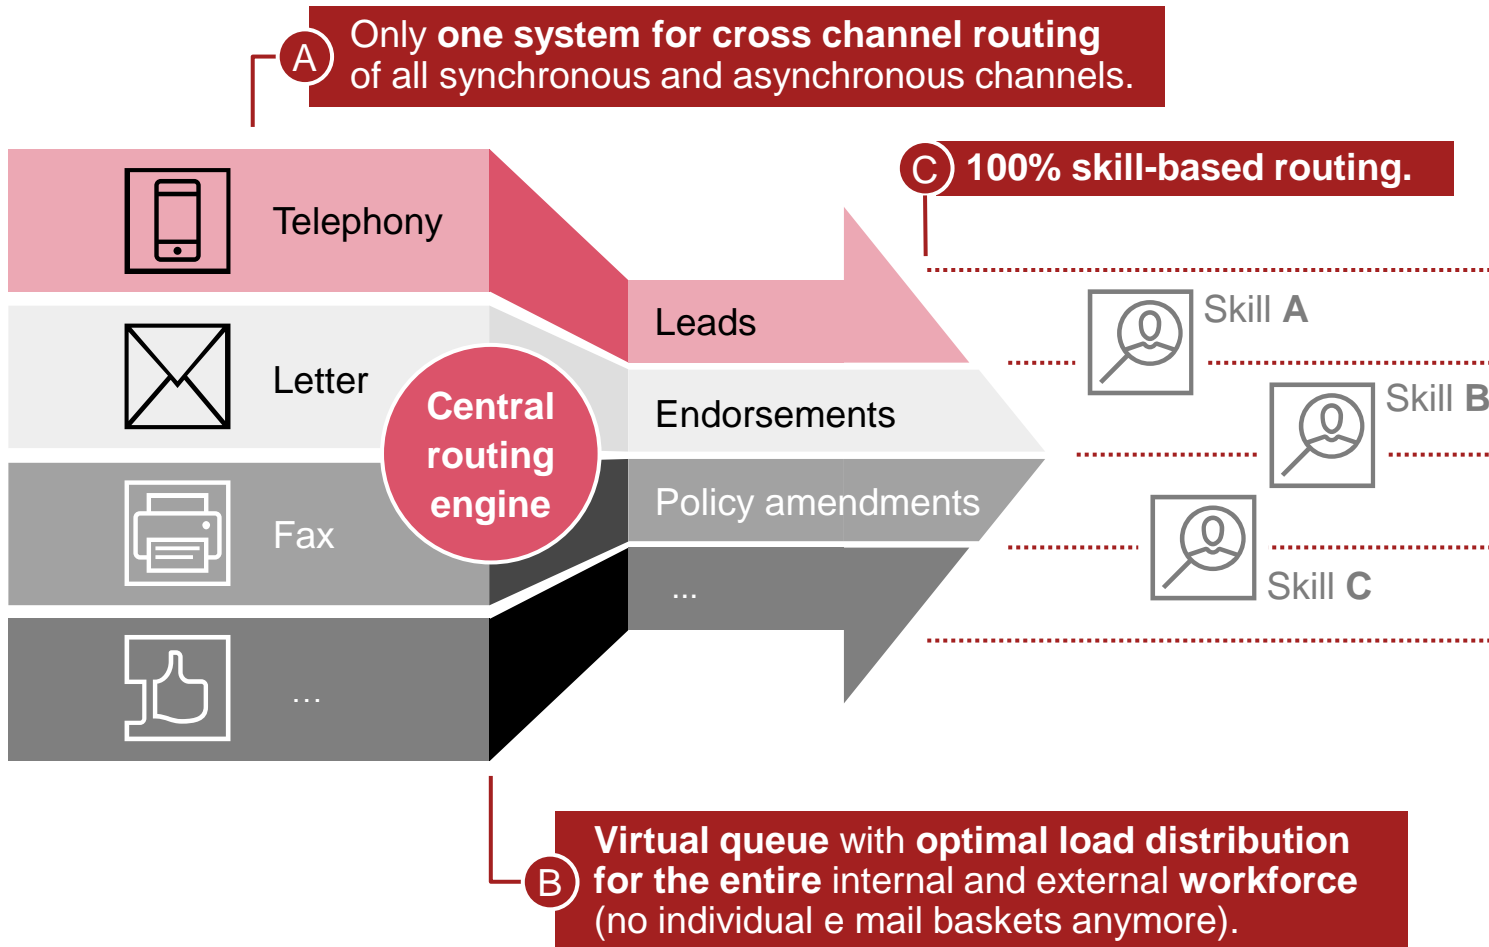 A
Only one system for cross channel routing
of all synchronous and asynchronous channels.
C
100% skill-based routing.
Telephony
Letter
Fax
...
Central
routing
engine
Leads
Endorsements
Policy amendments
...
Skill A
Skill B
Skill C
B
Virtual queue with optimal load distribution
for the entire internal and external workforce
(no individual e mail baskets anymore).